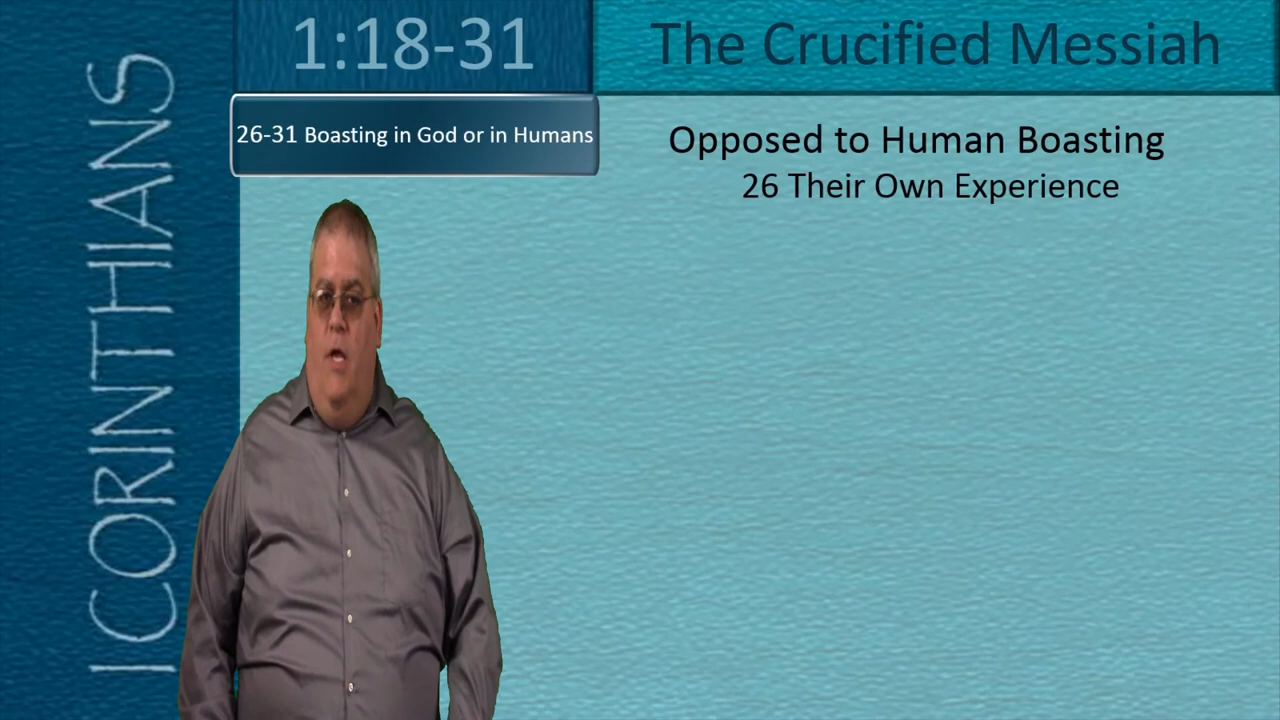 I CORINTHIANS
1:18-31
The Crucified Messiah
26-31 Boasting in God or in Humans
Opposed to Human Boasting
26 Their Own Experience